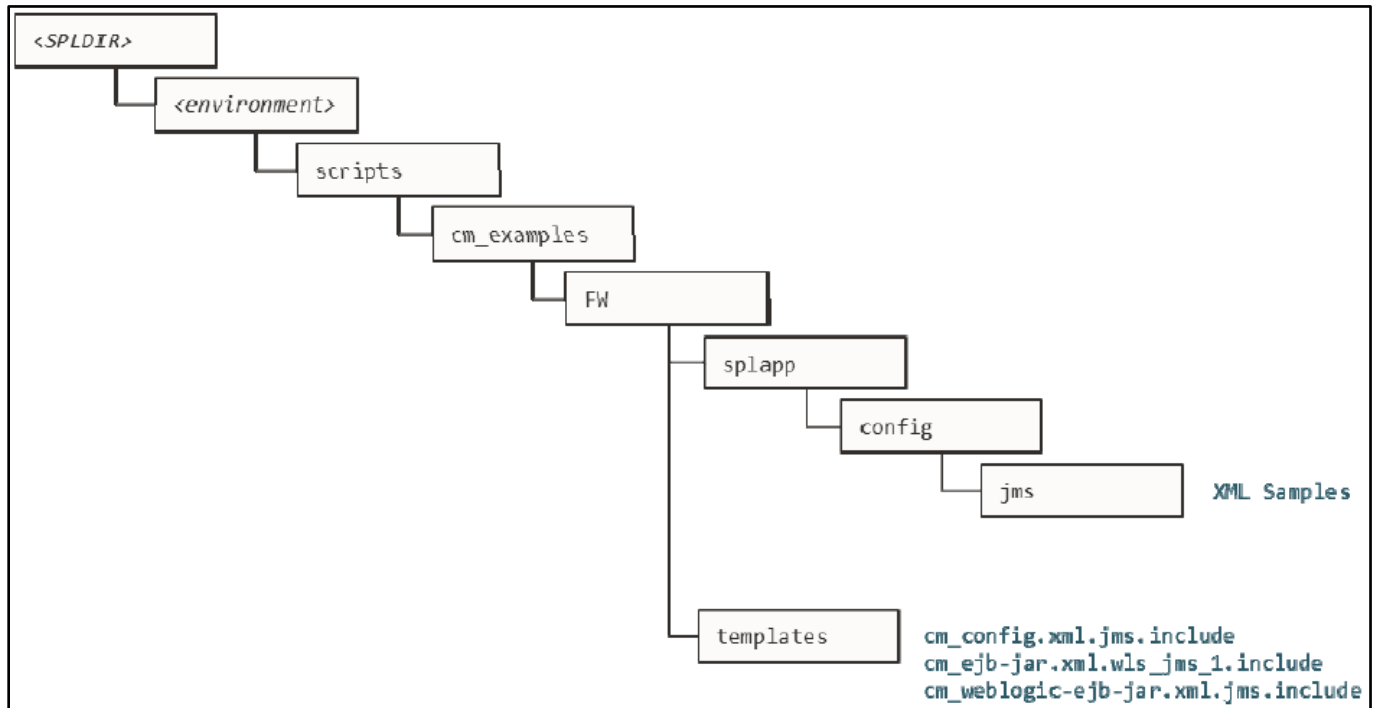 <SPLDIR>
<environment>
scripts
cm_examples
FW
splapp
config
jms XML Samples
templates cm_config.xml.jms.include
cm_ejb-jar.xml.wls_jms_1.include
cm_weblogic-ejb-jar.xml.jms.include